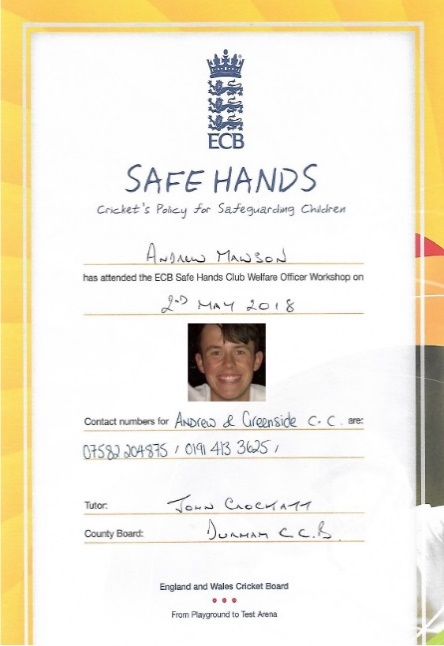 ECB
SAFE HANDS
Cricket's Policy for Safeguarding Children
ANDREW MAWSON
has attended the ECB Safe Hands Club Welfare Officer Workshop on
2ND MAY 2018
Contact numbers for Andrew & Greenside C.C. are:
07582 204875 / 0191 413 3625 /
Tutor: JOHN CROCKATT
County Board: DURHAM C.C.B.
England and Wales Cricket Board
From Playground to Test Arena